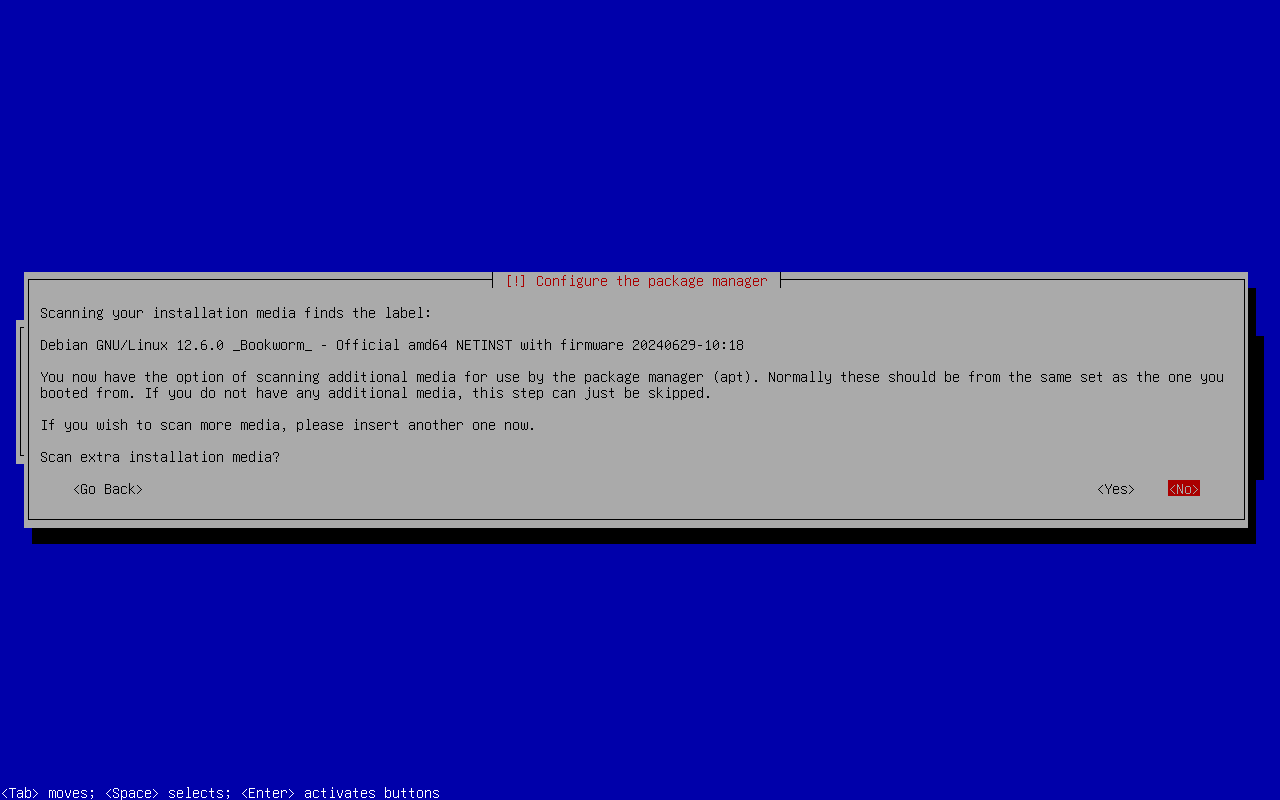 [!] Configure the package manager
Scanning your installation media finds the label:
Debian GNU/Linux 12.6.0 _Bookworm_ - Official amd64 NETINST with firmware 20240629-10:18
You now have the option of scanning additional media for use by the package manager (apt). Normally these should be from the same set as the one you
booted from. If you do not have any additional media, this step can just be skipped.
If you wish to scan more media, please insert another one now.
Scan extra installation media?
<Go Back> <Yes> <No>
<Tab> moves; <Space> selects; <Enter> activates buttons